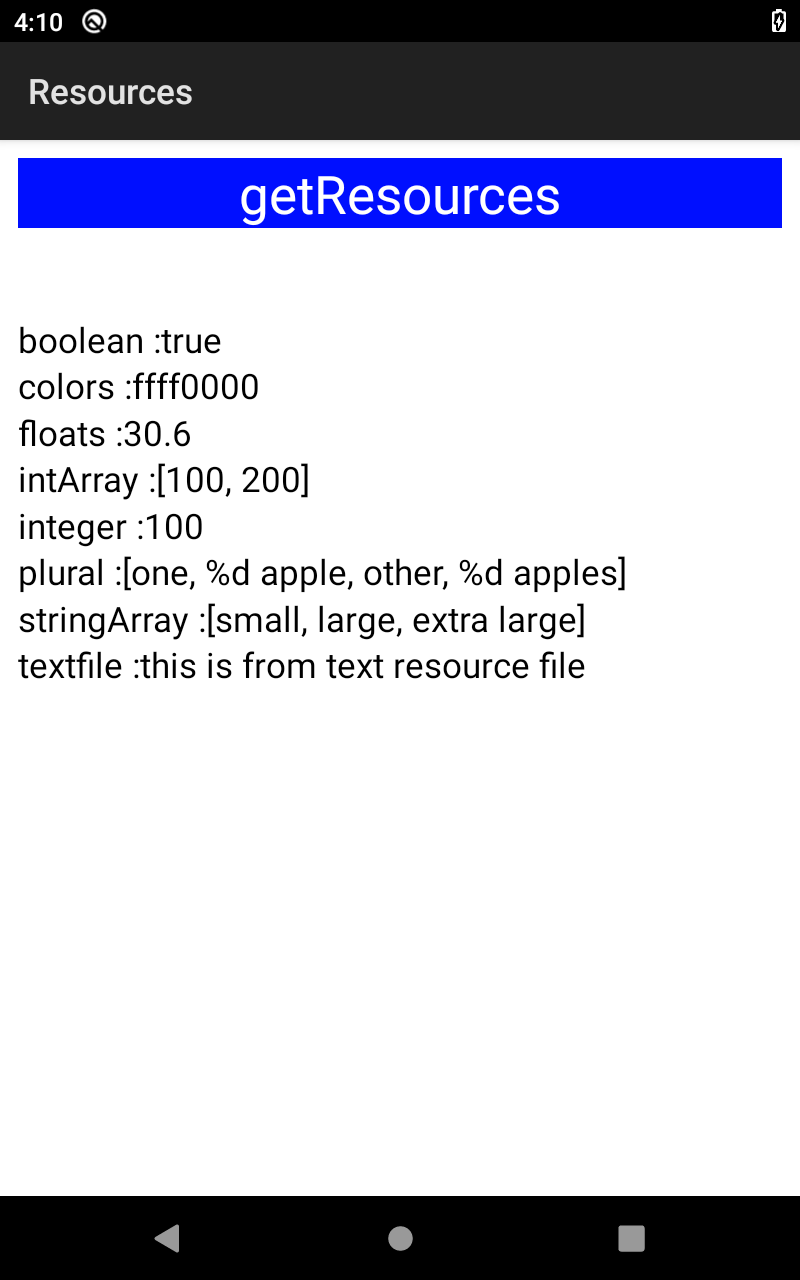 4:10
Resources
getResources
boolean :true
colors :ffff0000
floats :30.6
intArray :[100, 200]
integer :100
plural :[one, %d apple, other, %d apples]
stringArray :[small, large, extra large]
textfile :this is from text resource file